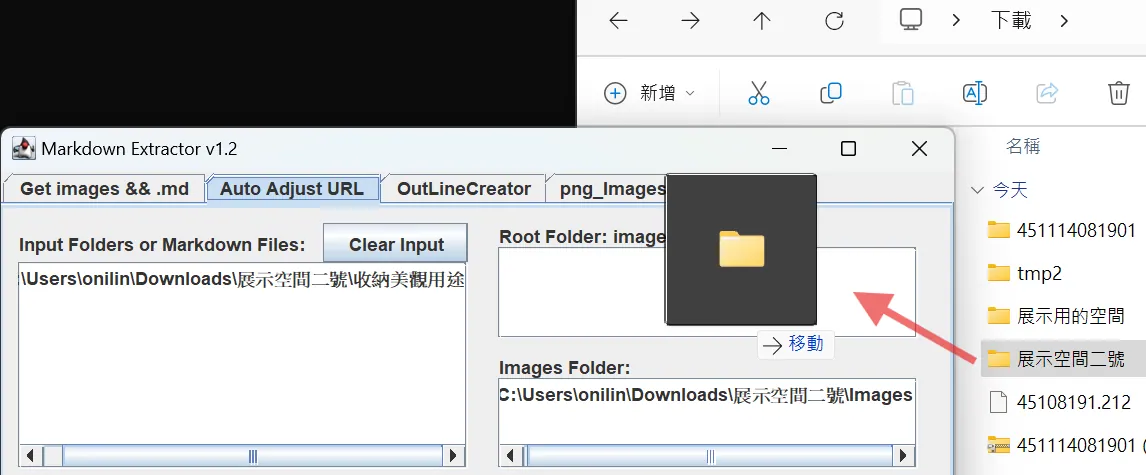 下載
新增
Markdown Extractor v1.2
名稱
Get images && .md
Auto Adjust URL
OutLineCreator
png_Images
今天
Input Folders or Markdown Files:
Clear Input
Root Folder: image
451114081901
:\Users\onilin\Downloads\展示空間二號\收納美觀用途
tmp2
展示用的空間
移動
展示空間二號
Images Folder:
C:\Users\onilin\Downloads\展示空間二號\Images
45108191.212
451114081901 (